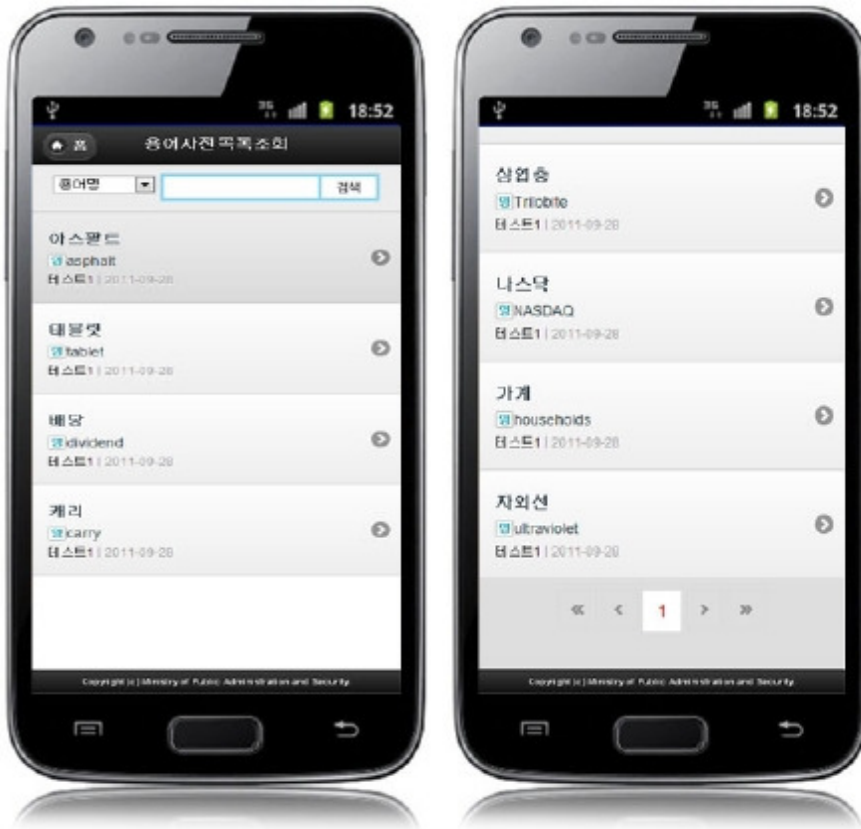 3G 18:52
홈 용어사전목록조회
용어명 검색
아스팔트
영 asphalt
테스트1 | 2011-09-28
태블릿
영 tablet
테스트1 | 2011-09-28
배당
영 dividend
테스트1 | 2011-09-28
캐리
영 carry
테스트1 | 2011-09-28
Copyright (c) Ministry of Public Administration and Security.
3G 18:52
삼엽충
영 Trilobite
테스트1 | 2011-09-28
나스닥
영 NASDAQ
테스트1 | 2011-09-28
가계
영 households
테스트1 | 2011-09-28
자외선
영 ultraviolet
테스트1 | 2011-09-28
« < 1 > »
Copyright (c) Ministry of Public Administration and Security.